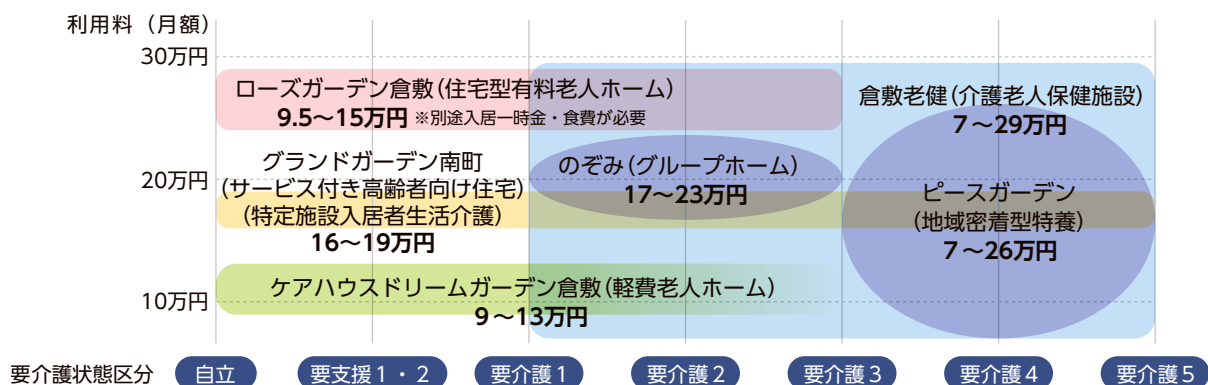 利用料（月額）
30万円
ローズガーデン倉敷（住宅型有料老人ホーム）
9.5～15万円 ※別途入居一時金・食費が必要
倉敷老健（介護老人保健施設）
7～29万円
グランドガーデン南町
（サービス付き高齢者向け住宅）
（特定施設入居者生活介護）
16～19万円
のぞみ（グループホーム）
17～23万円
20万円
ピースガーデン
（地域密着型特養）
7～26万円
ケアハウスドリームガーデン倉敷（軽費老人ホーム）
9～13万円
10万円
要介護状態区分 自立 要支援1・2 要介護1 要介護2 要介護3 要介護4 要介護5